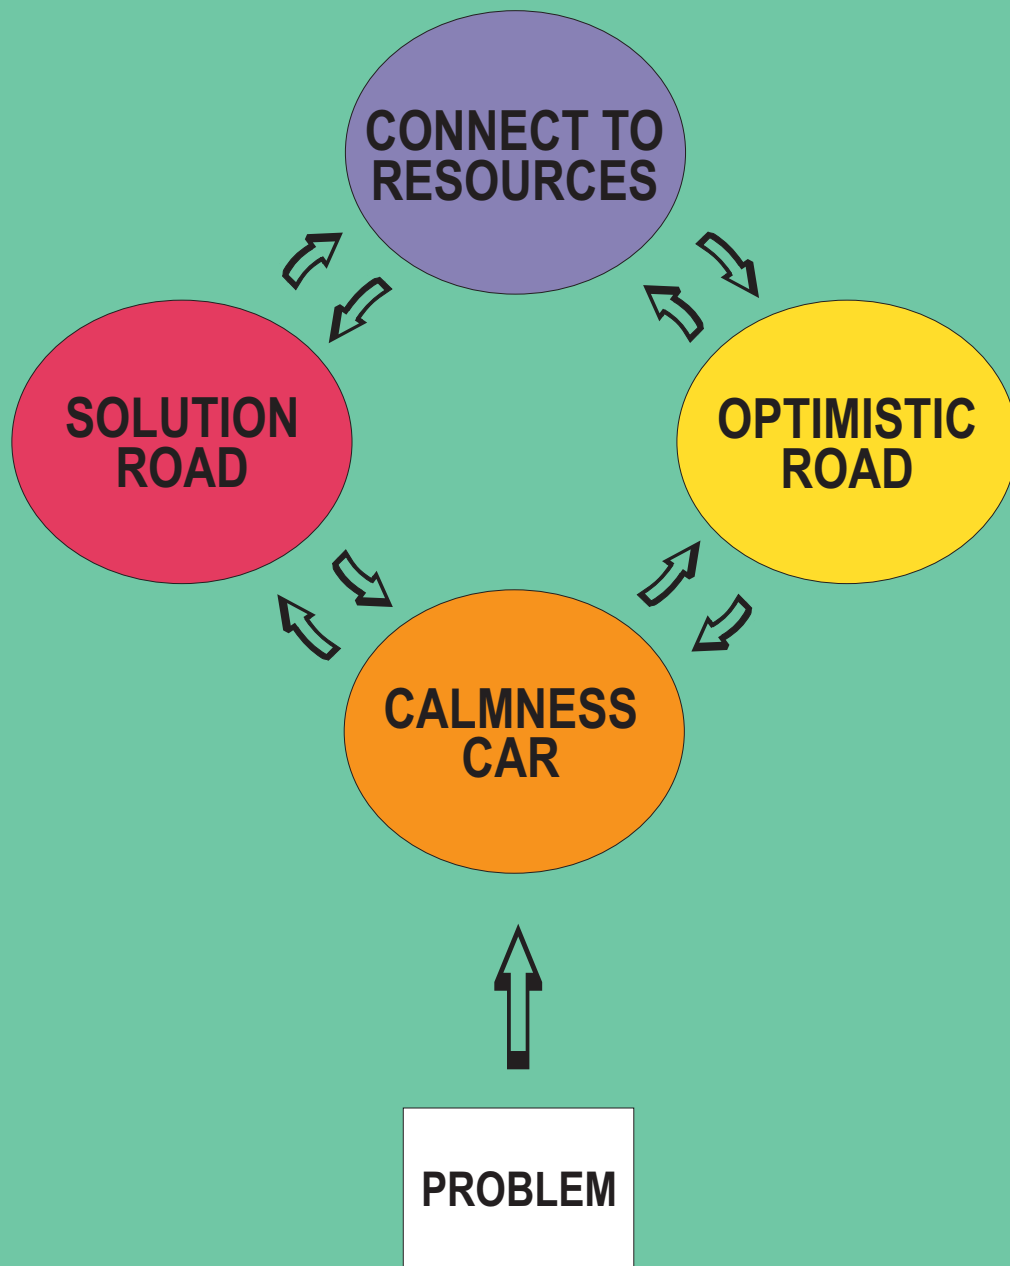 CONNECT TO
RESOURCES
SOLUTION
ROAD
OPTIMISTIC
ROAD
CALMNESS
CAR
PROBLEM